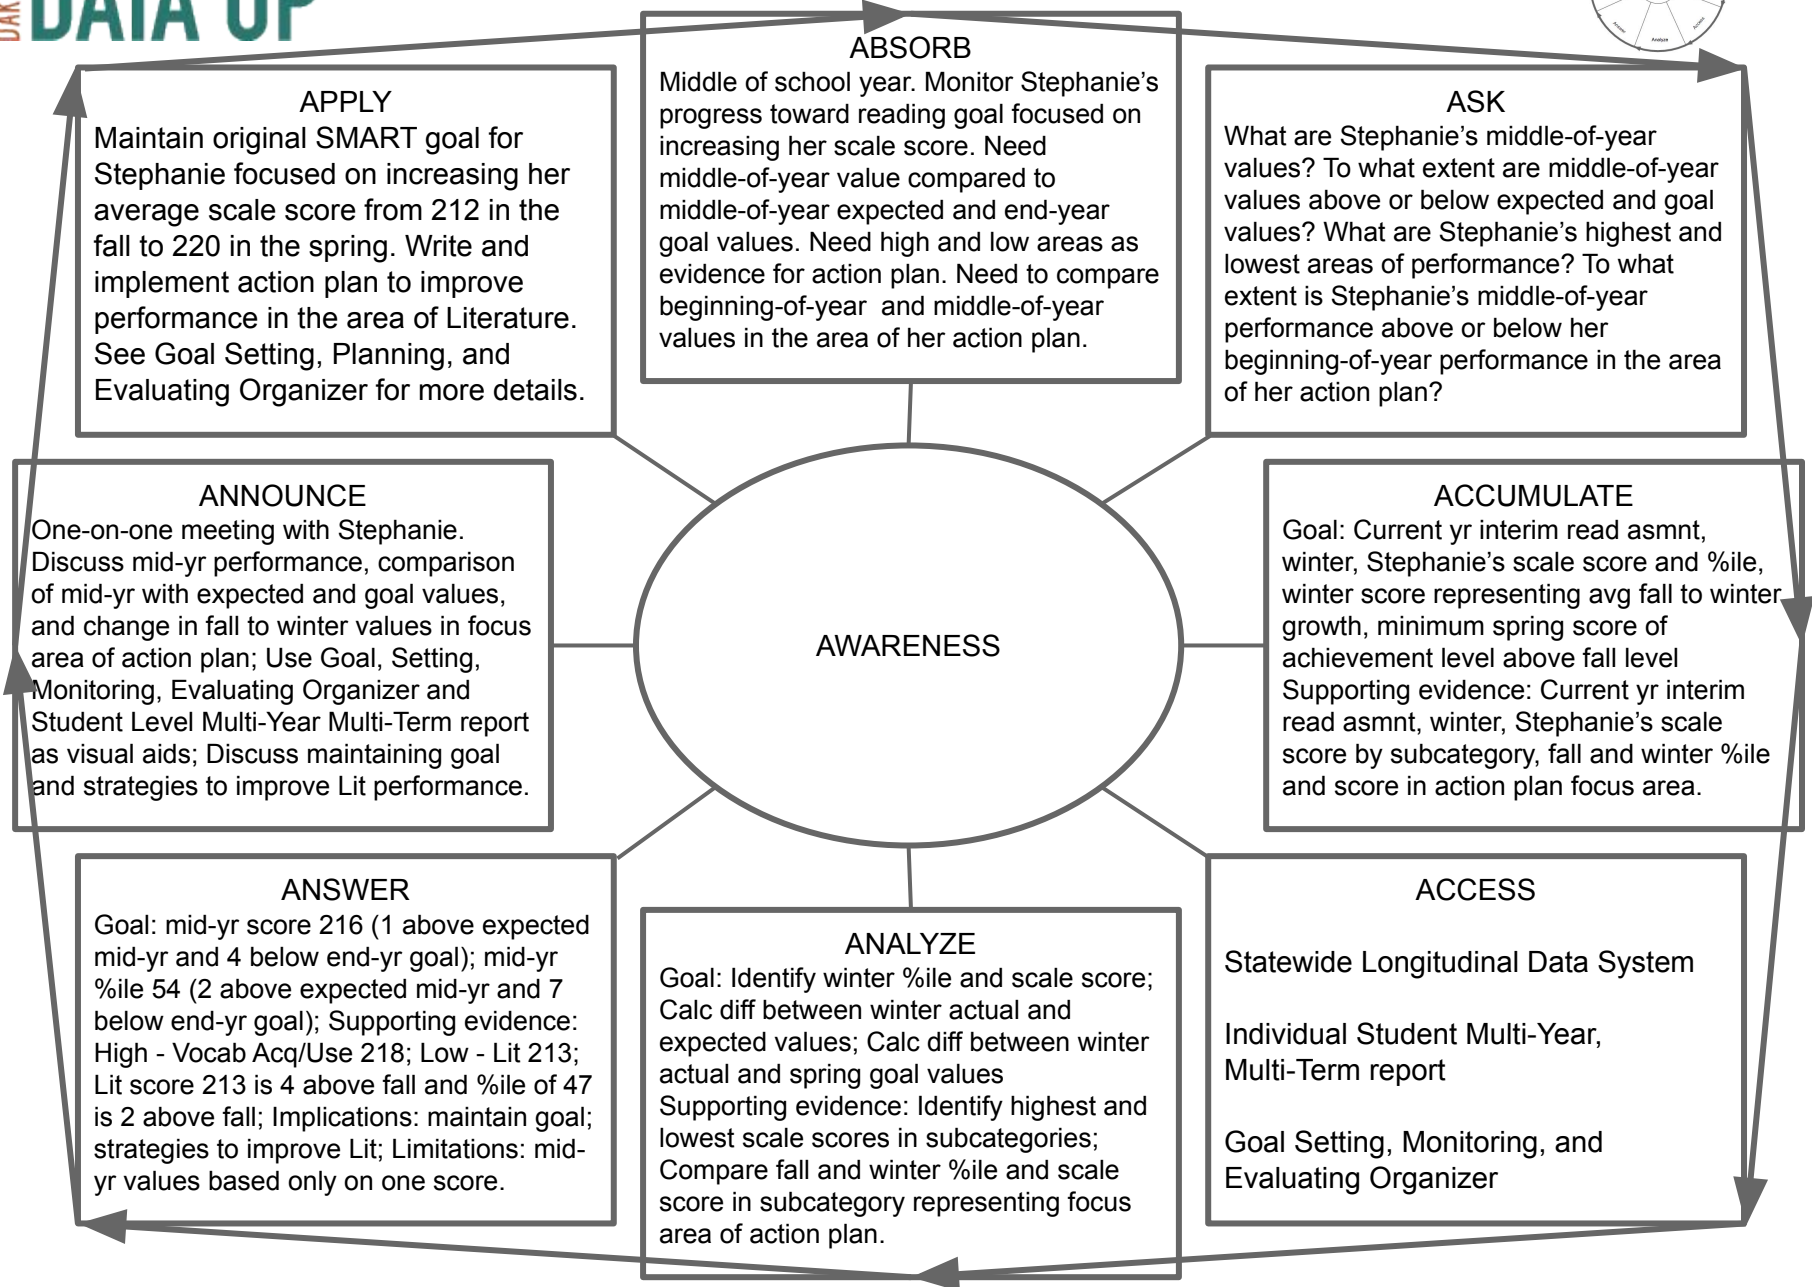 DAK
DATA UP
Answer
Analyze
Access
ABSORB
Middle of school year. Monitor Stephanie’s
progress toward reading goal focused on
increasing her scale score. Need
middle-of-year value compared to
middle-of-year expected and end-year
goal values. Need high and low areas as
evidence for action plan. Need to compare
beginning-of-year  and middle-of-year
values in the area of her action plan.
ASK
What are Stephanie’s middle-of-year
values? To what extent are middle-of-year
values above or below expected and goal
values? What are Stephanie’s highest and
lowest areas of performance? To what
extent is Stephanie’s middle-of-year
performance above or below her
beginning-of-year performance in the area
of her action plan?
ACCUMULATE
Goal: Current yr interim read asmnt,
winter, Stephanie’s scale score and %ile,
winter score representing avg fall to winter
growth, minimum spring score of
achievement level above fall level
Supporting evidence: Current yr interim
read asmnt, winter, Stephanie’s scale
score by subcategory, fall and winter %ile
and score in action plan focus area.
ACCESS
Statewide Longitudinal Data System
Individual Student Multi-Year,
Multi-Term report
Goal Setting, Monitoring, and
Evaluating Organizer
ANALYZE
Goal: Identify winter %ile and scale score;
Calc diff between winter actual and
expected values; Calc diff between winter
actual and spring goal values
Supporting evidence: Identify highest and
lowest scale scores in subcategories;
Compare fall and winter %ile and scale
score in subcategory representing focus
area of action plan.
ANSWER
Goal: mid-yr score 216 (1 above expected
mid-yr and 4 below end-yr goal); mid-yr
%ile 54 (2 above expected mid-yr and 7
below end-yr goal); Supporting evidence:
High - Vocab Acq/Use 218; Low - Lit 213;
Lit score 213 is 4 above fall and %ile of 47
is 2 above fall; Implications: maintain goal;
strategies to improve Lit; Limitations: mid-
yr values based only on one score.
ANNOUNCE
One-on-one meeting with Stephanie.
Discuss mid-yr performance, comparison
of mid-yr with expected and goal values,
and change in fall to winter values in focus
area of action plan; Use Goal, Setting,
Monitoring, Evaluating Organizer and
Student Level Multi-Year Multi-Term report
as visual aids; Discuss maintaining goal
and strategies to improve Lit performance.
APPLY
Maintain original SMART goal for
Stephanie focused on increasing her
average scale score from 212 in the
fall to 220 in the spring. Write and
implement action plan to improve
performance in the area of Literature.
See Goal Setting, Planning, and
Evaluating Organizer for more details.
AWARENESS